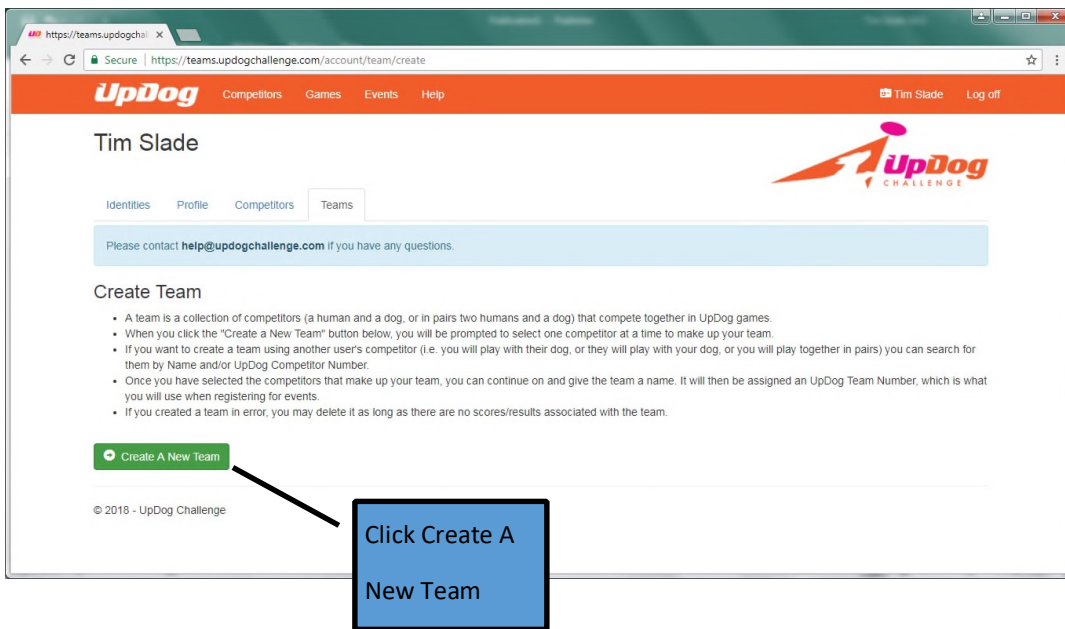 https://teams.updogchal
Secure | https://teams.updogchallenge.com/account/team/create
UpDog Competitors Games Events Help Tim Slade Log off
Tim Slade
UpDog
CHALLENGE
Identities Profile Competitors Teams
Please contact help@updogchallenge.com if you have any questions.
Create Team
• A team is a collection of competitors (a human and a dog, or in pairs two humans and a dog) that compete together in UpDog games.
• When you click the "Create a New Team" button below, you will be prompted to select one competitor at a time to make up your team.
• If you want to create a team using another user's competitor (i.e. you will play with their dog, or they will play with your dog, or you will play together in pairs) you can search for
them by Name and/or UpDog Competitor Number.
• Once you have selected the competitors that make up your team, you can continue on and give the team a name. It will then be assigned an UpDog Team Number, which is what
you will use when registering for events.
• If you created a team in error, you may delete it as long as there are no scores/results associated with the team.
Create A New Team
© 2018 - UpDog Challenge
Click Create A
New Team